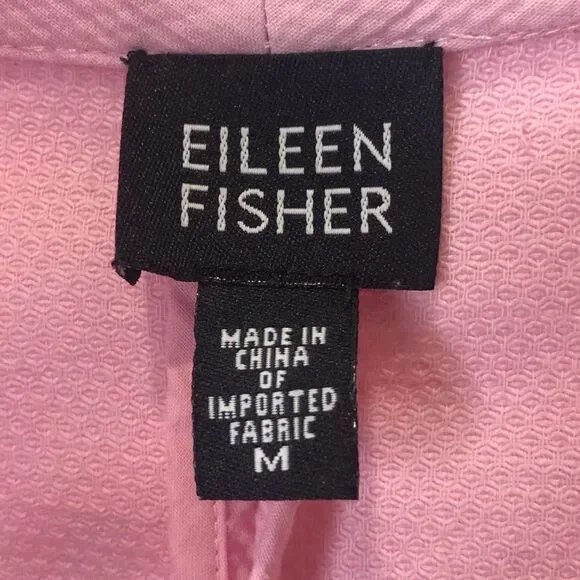 EILEEN
FISHER
MADE IN
CHINA
OF
IMPORTED
FABRIC
M